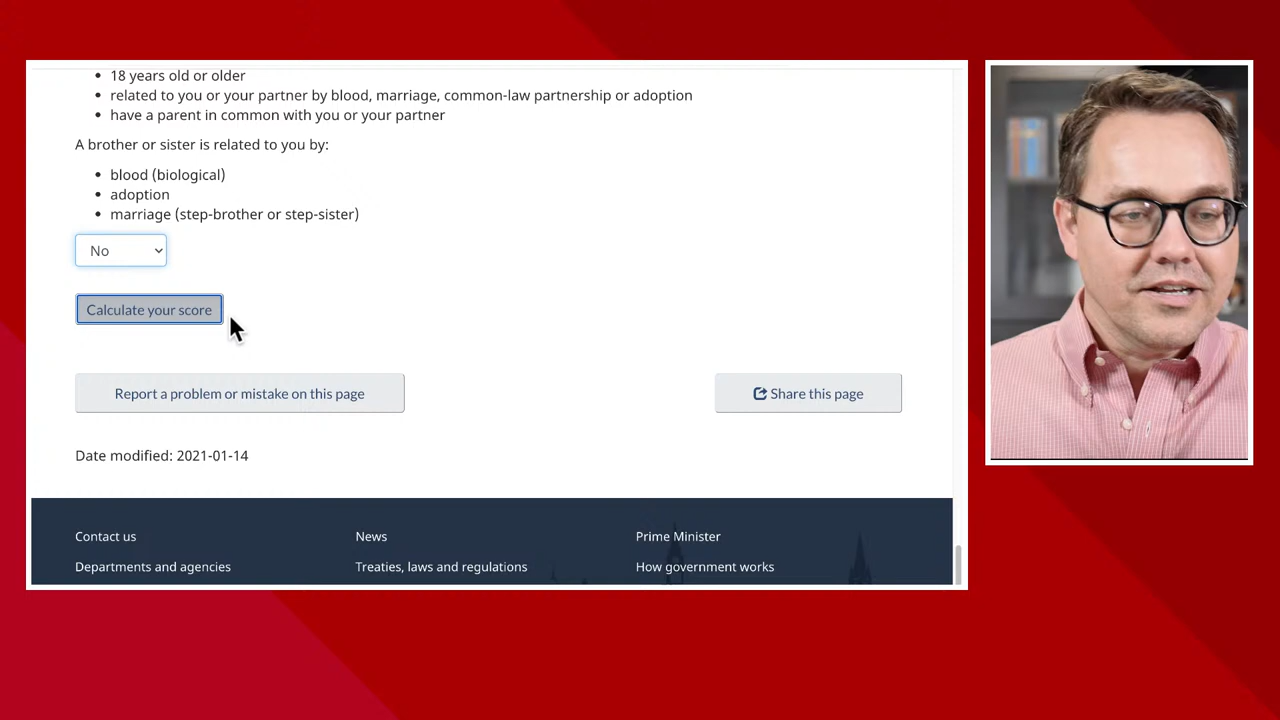 18 years old or older
related to you or your partner by blood, marriage, common-law partnership or adoption
have a parent in common with you or your partner
A brother or sister is related to you by:
blood (biological)
adoption
marriage (step-brother or step-sister)
No
Calculate your score
Report a problem or mistake on this page
Share this page
Date modified: 2021-01-14
Contact us
News
Prime Minister
Departments and agencies
Treaties, laws and regulations
How government works